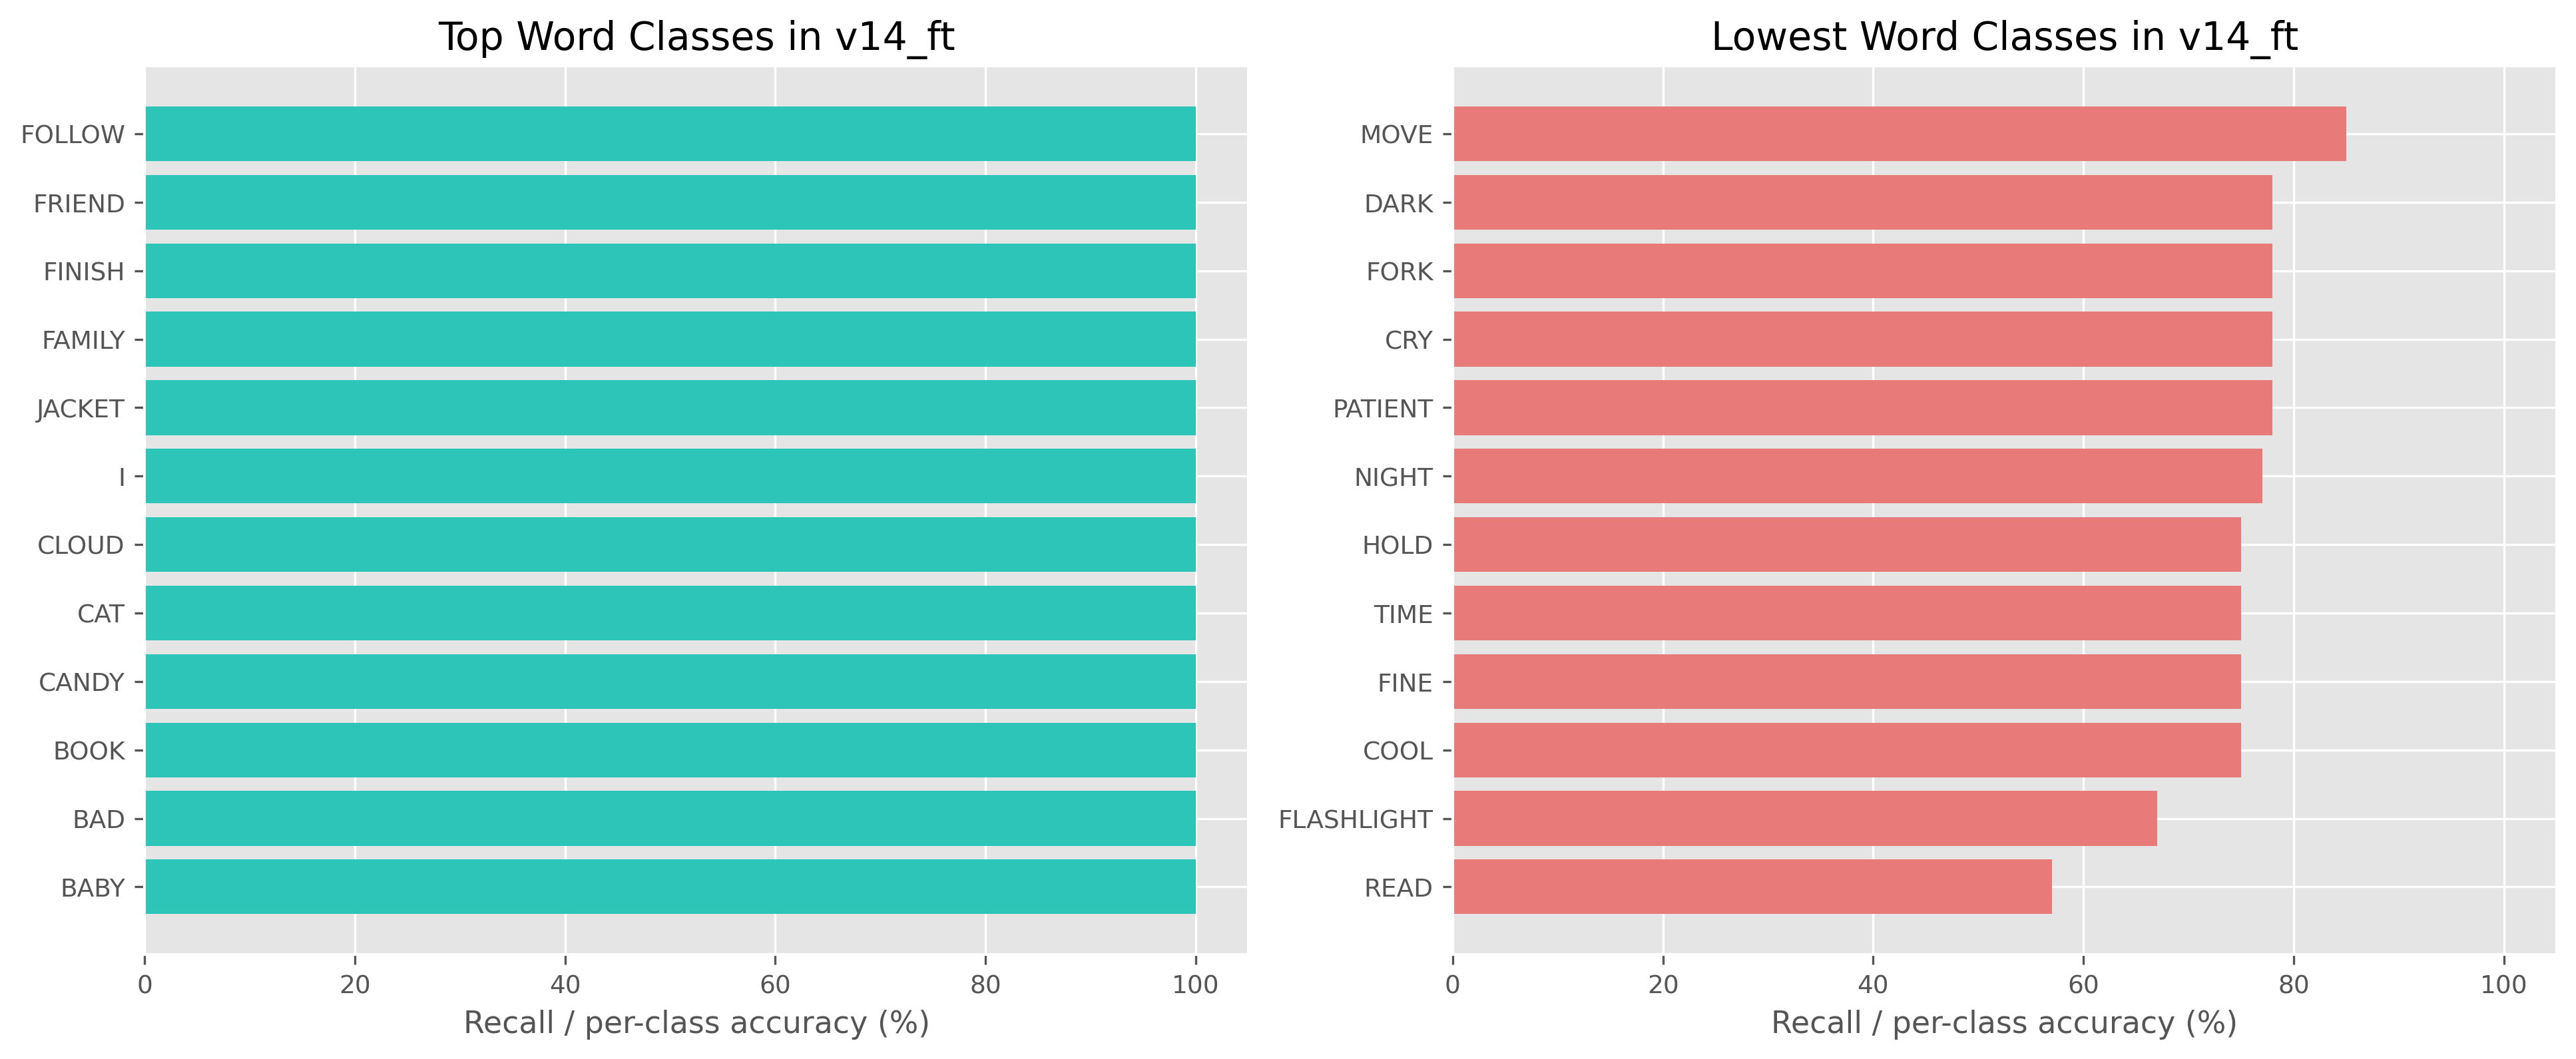 Top Word Classes in v14_ft
FOLLOW
FRIEND
FINISH
FAMILY
JACKET
I
CLOUD
CAT
CANDY
BOOK
BAD
BABY
0 20 40 60 80 100
Recall / per-class accuracy (%)
Lowest Word Classes in v14_ft
MOVE
DARK
FORK
CRY
PATIENT
NIGHT
HOLD
TIME
FINE
COOL
FLASHLIGHT
READ
0 20 40 60 80 100
Recall / per-class accuracy (%)